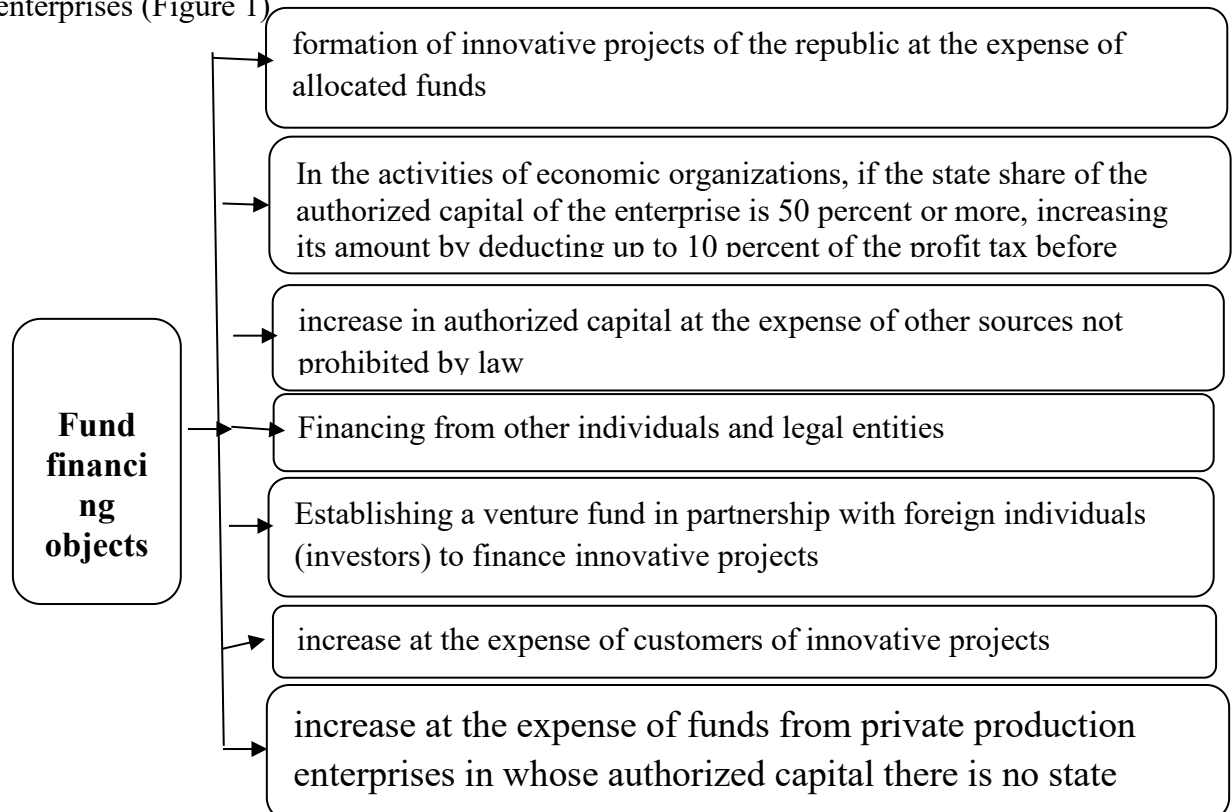 enterprises (Figure 1)
formation of innovative projects of the republic at the expense of
allocated funds
In the activities of economic organizations, if the state share of the
authorized capital of the enterprise is 50 percent or more, increasing
its amount by deducting up to 10 percent of the profit tax before
increase in authorized capital at the expense of other sources not
prohibited by law
Fund
financi
ng
objects
Financing from other individuals and legal entities
Establishing a venture fund in partnership with foreign individuals
(investors) to finance innovative projects
increase at the expense of customers of innovative projects
increase at the expense of funds from private production
enterprises in whose authorized capital there is no state